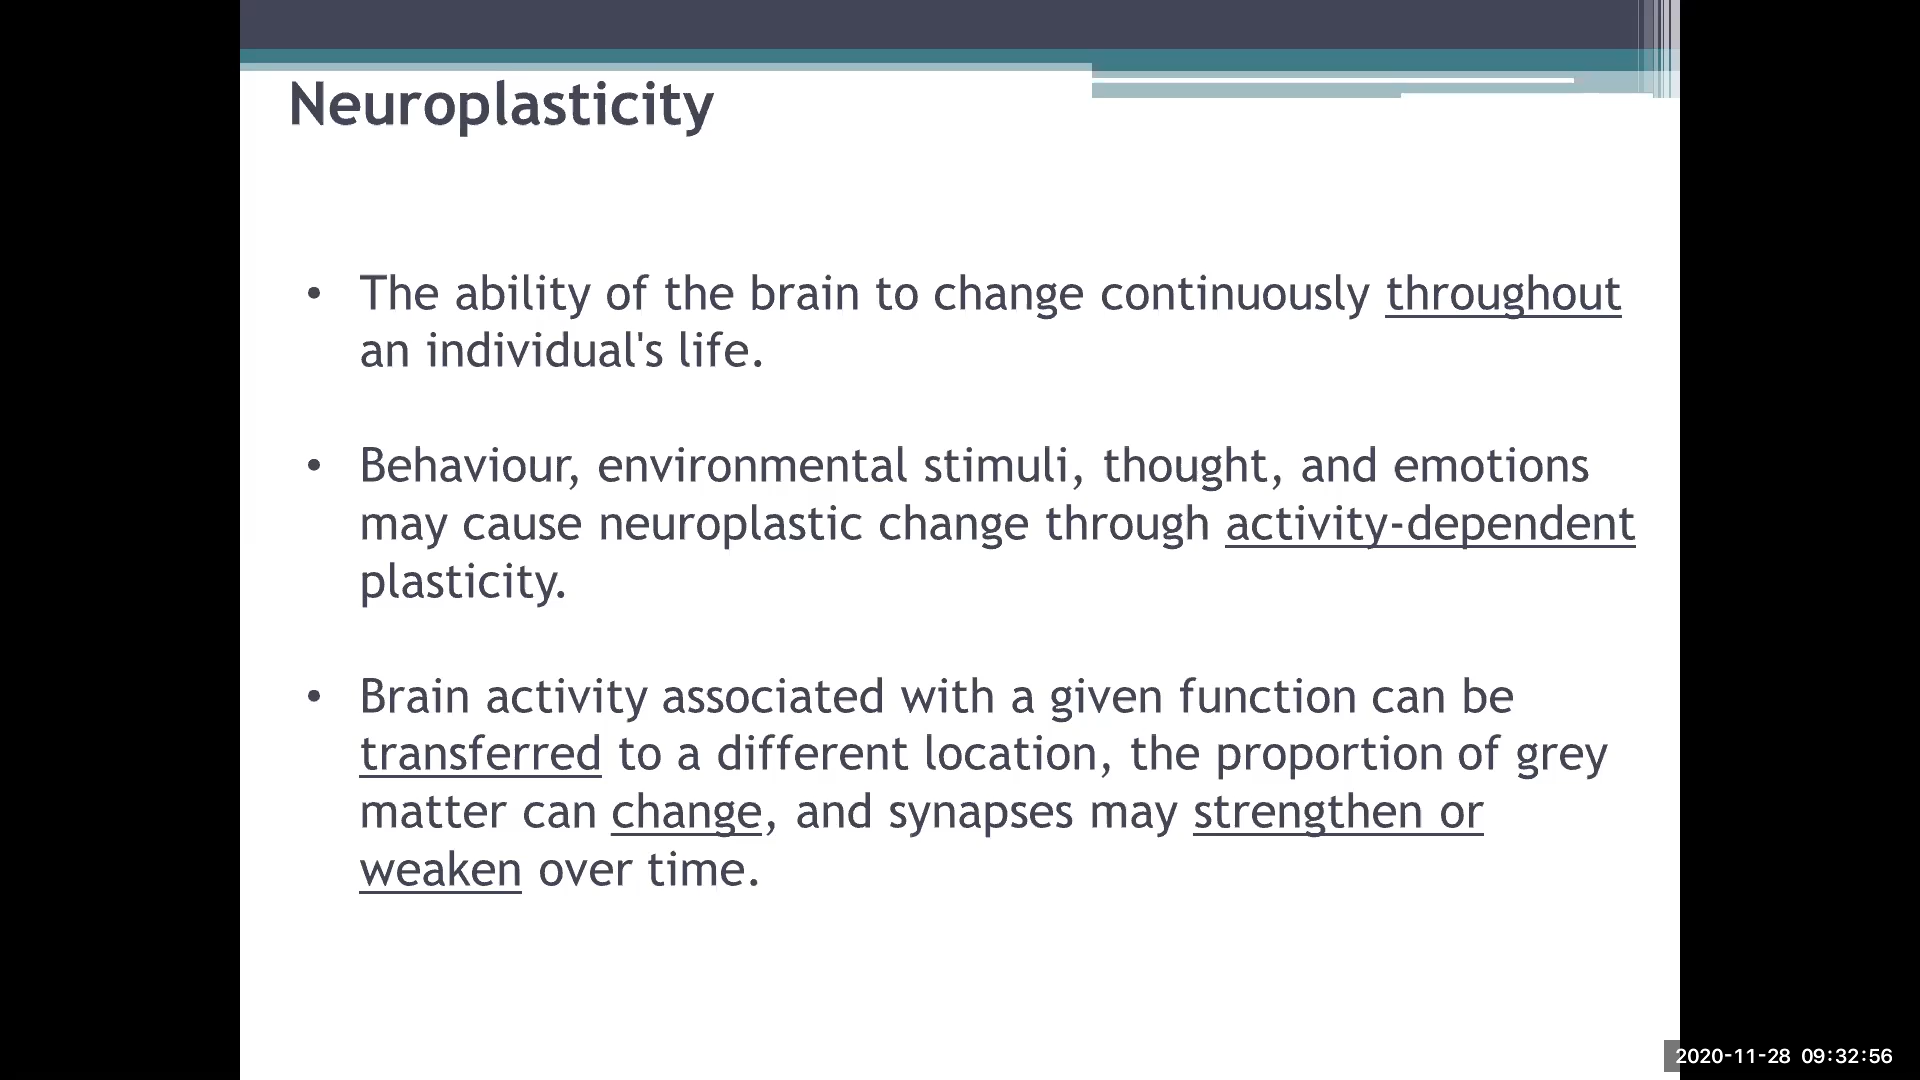 Neuroplasticity
• The ability of the brain to change continuously throughout
an individual's life.
• Behaviour, environmental stimuli, thought, and emotions
may cause neuroplastic change through activity-dependent
plasticity.
• Brain activity associated with a given function can be
transferred to a different location, the proportion of grey
matter can change, and synapses may strengthen or
weaken over time.
2020-11-28 09:32:56